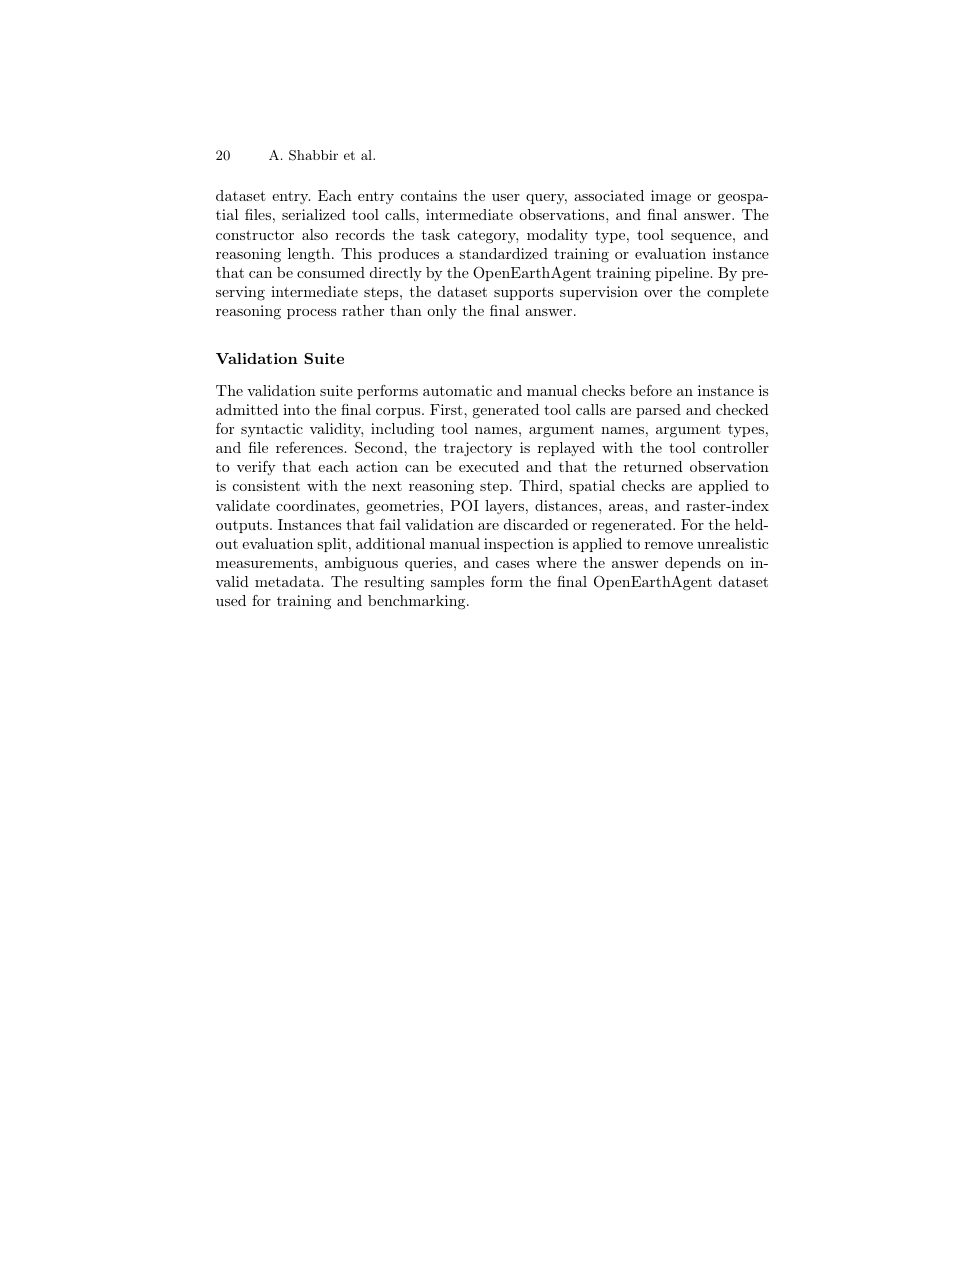 20 A. Shabbir et al.
dataset entry. Each entry contains the user query, associated image or geospa-
tial files, serialized tool calls, intermediate observations, and final answer. The
constructor also records the task category, modality type, tool sequence, and
reasoning length. This produces a standardized training or evaluation instance
that can be consumed directly by the OpenEarthAgent training pipeline. By pre-
serving intermediate steps, the dataset supports supervision over the complete
reasoning process rather than only the final answer.
Validation Suite
The validation suite performs automatic and manual checks before an instance is
admitted into the final corpus. First, generated tool calls are parsed and checked
for syntactic validity, including tool names, argument names, argument types,
and file references. Second, the trajectory is replayed with the tool controller
to verify that each action can be executed and that the returned observation
is consistent with the next reasoning step. Third, spatial checks are applied to
validate coordinates, geometries, POI layers, distances, areas, and raster-index
outputs. Instances that fail validation are discarded or regenerated. For the held-
out evaluation split, additional manual inspection is applied to remove unrealistic
measurements, ambiguous queries, and cases where the answer depends on in-
valid metadata. The resulting samples form the final OpenEarthAgent dataset
used for training and benchmarking.